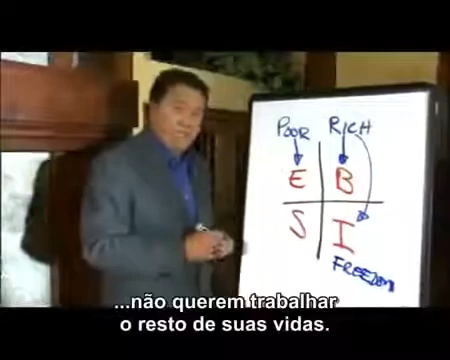 POOR RICH
E B
S I
FREEDOM
...não querem trabalhar
o resto de suas vidas.